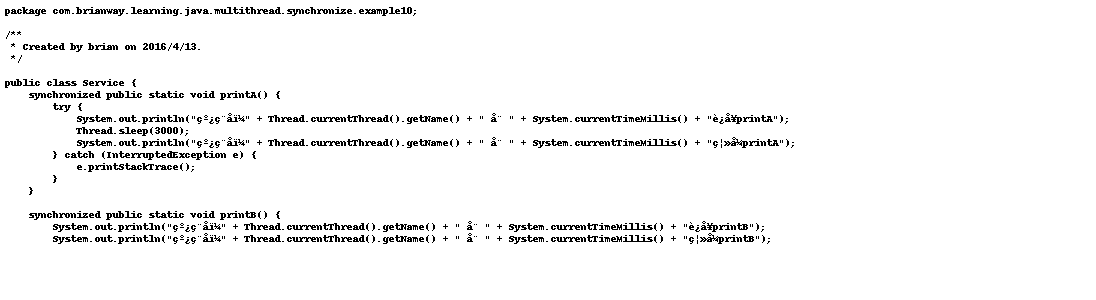 package com.brianway.learning.java.multithread.synchronize.example10;
/**
 * Created by brian on 2016/4/13.
 */
public class Service {
    synchronized public static void printA() {
        try {
            System.out.println("çº¿ç¨åï¼" + Thread.currentThread().getName() + " å¨ " + System.currentTimeMillis() + "è¿å¥printA");
            Thread.sleep(3000);
            System.out.println("çº¿ç¨åï¼" + Thread.currentThread().getName() + " å¨ " + System.currentTimeMillis() + "ç¦»å¼printA");
        } catch (InterruptedException e) {
            e.printStackTrace();
        }
    }
    synchronized public static void printB() {
        System.out.println("çº¿ç¨åï¼" + Thread.currentThread().getName() + " å¨ " + System.currentTimeMillis() + "è¿å¥printB");
        System.out.println("çº¿ç¨åï¼" + Thread.currentThread().getName() + " å¨ " + System.currentTimeMillis() + "ç¦»å¼printB");